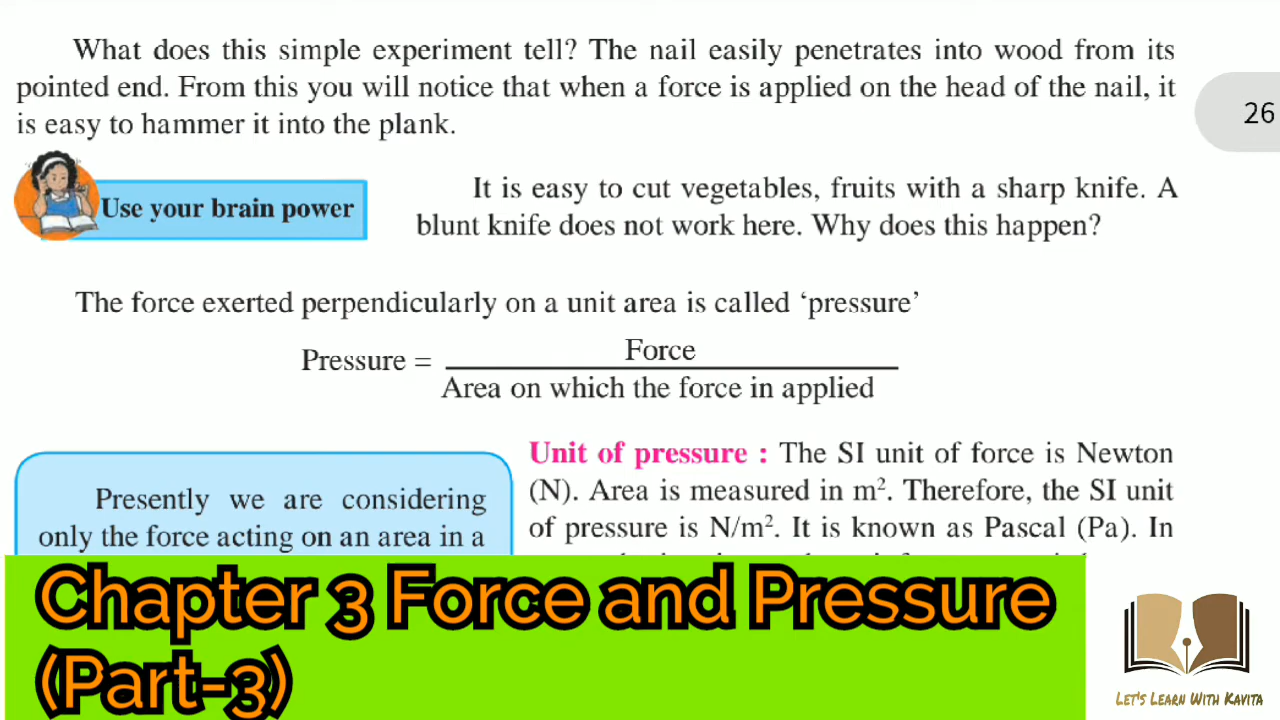 What does this simple experiment tell? The nail easily penetrates into wood from its
pointed end. From this you will notice that when a force is applied on the head of the nail, it
is easy to hammer it into the plank.
26
Use your brain power
It is easy to cut vegetables, fruits with a sharp knife. A
blunt knife does not work here. Why does this happen?
The force exerted perpendicularly on a unit area is called ‘pressure’
Pressure =
Force
Area on which the force in applied
Presently we are considering
only the force acting on an area in a
Unit of pressure : The SI unit of force is Newton
(N). Area is measured in m². Therefore, the SI unit
of pressure is N/m². It is known as Pascal (Pa). In
Chapter 3 Force and Pressure
(Part-3)
LET'S LEARN WITH KAVITA